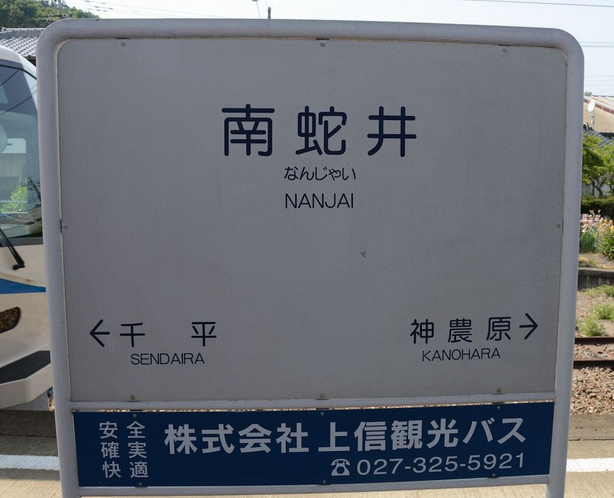 南蛇井
なんじゃい
NANJAI
←千 平
SENDAIRA
神農原→
KANOHARA
安全
確実
快適
株式会社 上信観光バス
☎027-325-5921